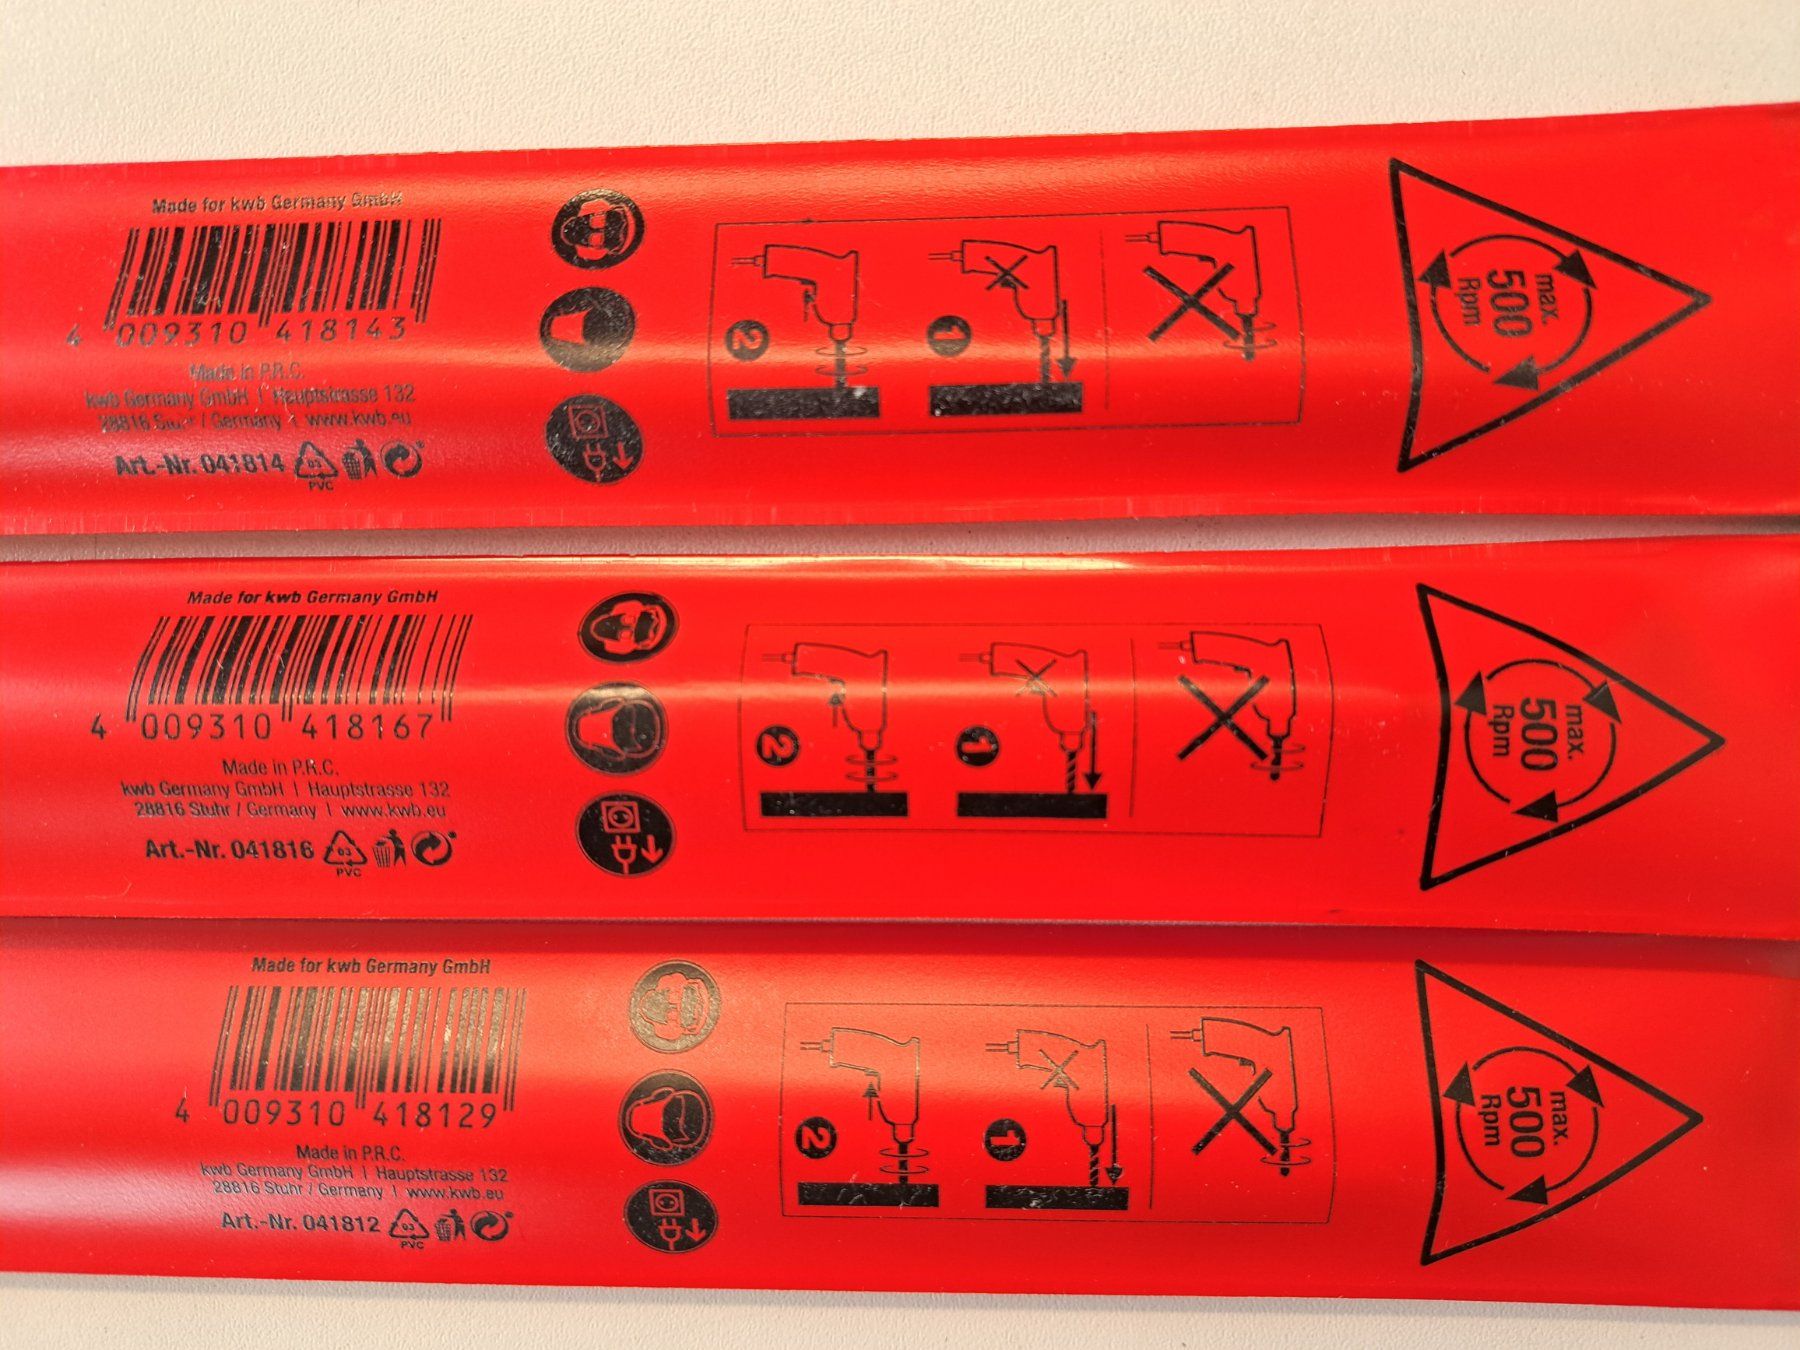 Made for kwb Germany GmbH
4 009310 418143
Made in P.R.C.
kwb Germany GmbH | Hauptstrasse 132
28816 Stuhr / Germany | www.kwb.eu
Art.-Nr. 041814
03
PVC
2
1
max.
500
Rpm
Made for kwb Germany GmbH
4 009310 418167
Made in P.R.C.
kwb Germany GmbH | Hauptstrasse 132
28816 Stuhr / Germany | www.kwb.eu
Art.-Nr. 041816
03
PVC
2
1
max.
500
Rpm
Made for kwb Germany GmbH
4 009310 418129
Made in P.R.C.
kwb Germany GmbH | Hauptstrasse 132
28816 Stuhr / Germany | www.kwb.eu
Art.-Nr. 041812
03
PVC
2
1
max.
500
Rpm